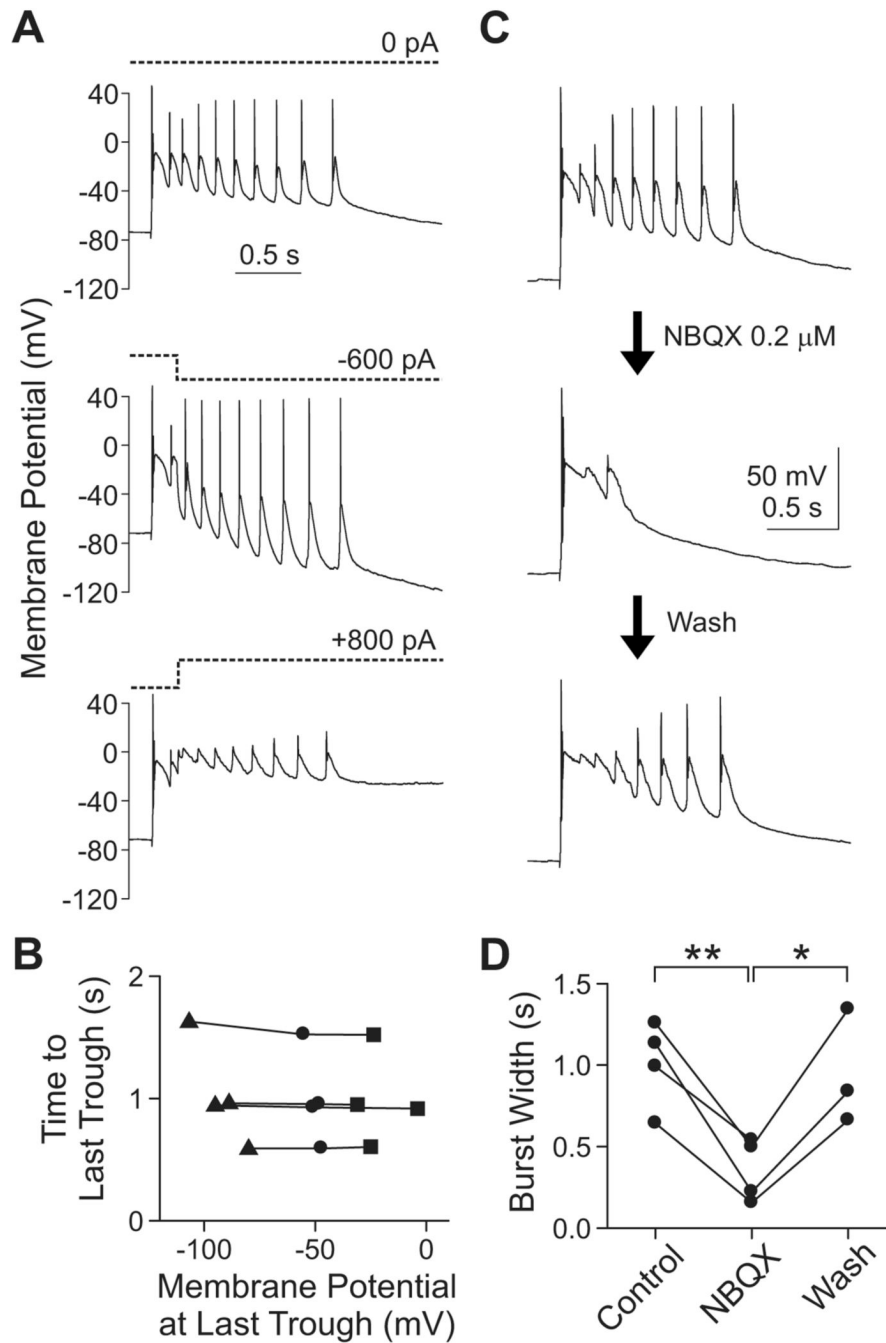 A
0 pA
40
0
-40
-80
-120
0.5 s
-600 pA
40
0
-40
-80
-120
+800 pA
40
0
-40
-80
-120
Membrane Potential (mV)
C
NBQX 0.2 μM
50 mV
0.5 s
Wash
B
2
1
0
Time to
Last Trough (s)
-100
-50
0
Membrane Potential
at Last Trough (mV)
D
**
*
1.5
1.0
0.5
0.0
Burst Width (s)
Control
NBQX
Wash